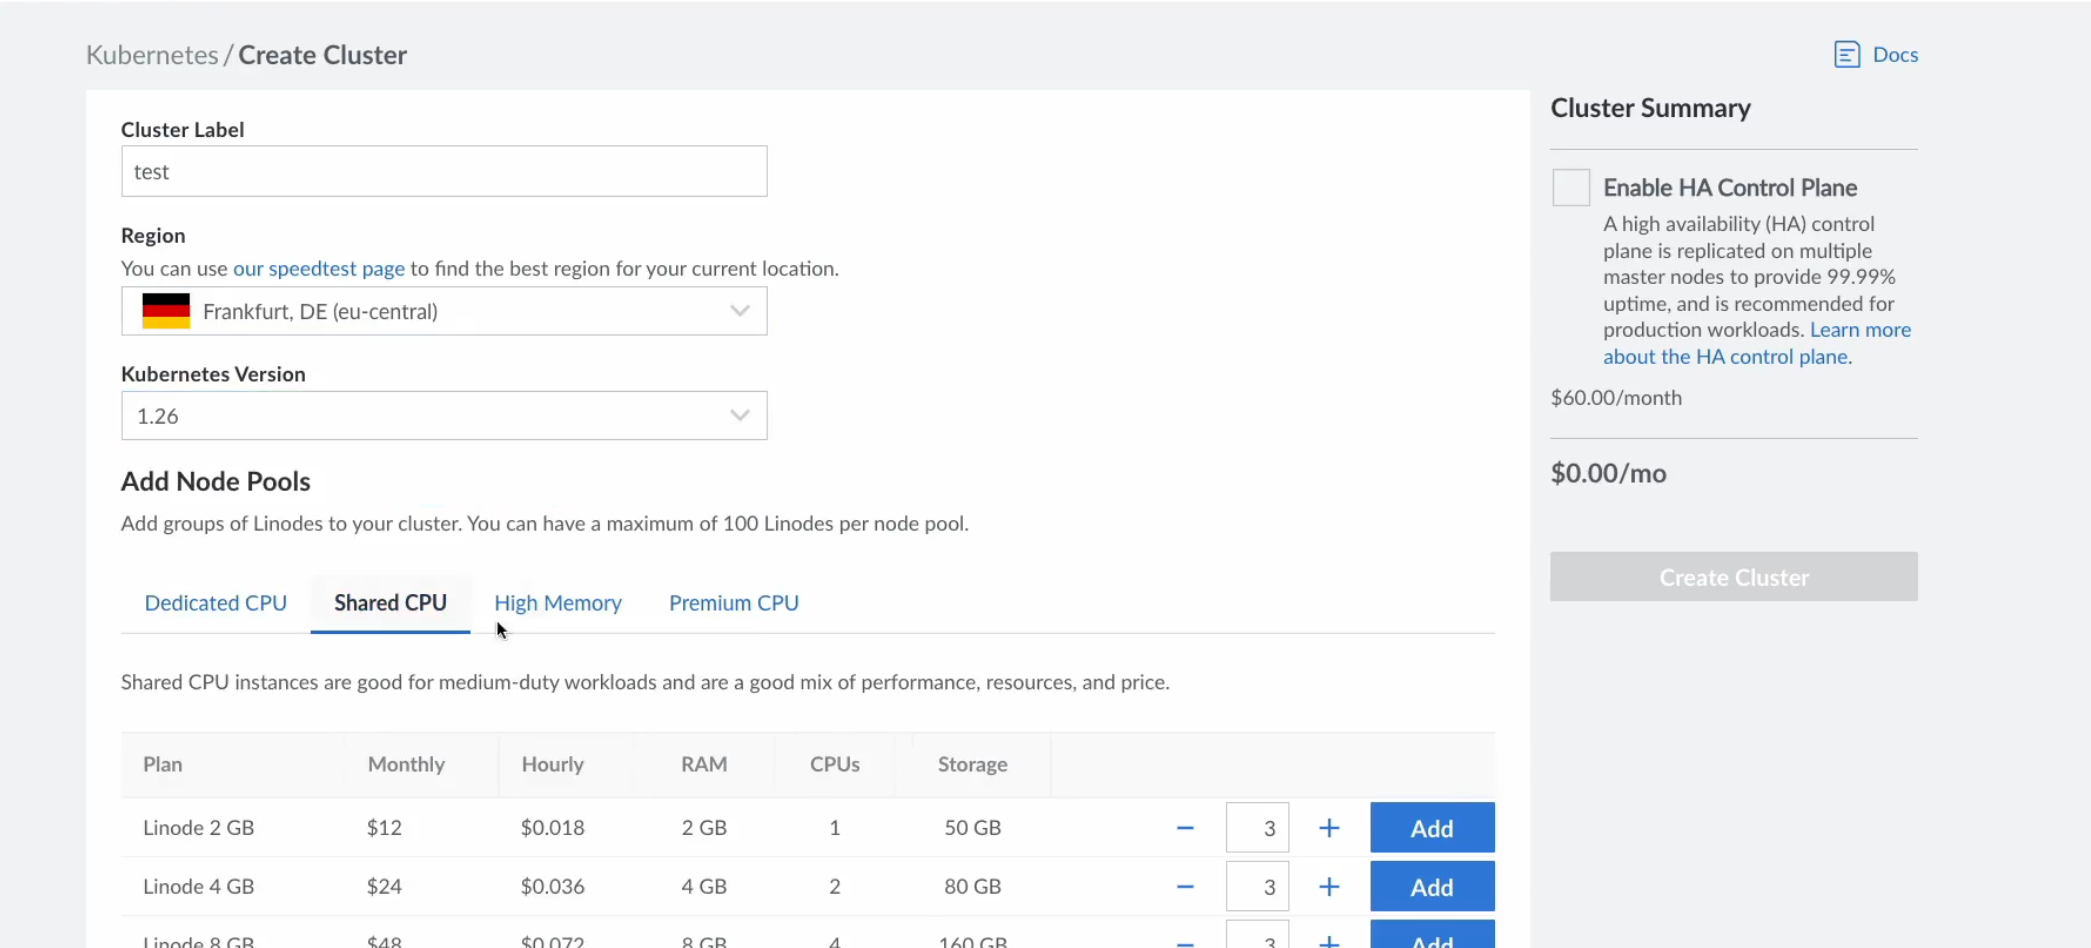 Kubernetes / Create Cluster
Docs
Cluster Label
test
Region
You can use our speedtest page to find the best region for your current location.
Frankfurt, DE (eu-central)
Kubernetes Version
1.26
Add Node Pools
Add groups of Linodes to your cluster. You can have a maximum of 100 Linodes per node pool.
Dedicated CPU Shared CPU High Memory Premium CPU
Shared CPU instances are good for medium-duty workloads and are a good mix of performance, resources, and price.
Plan Monthly Hourly RAM CPUs Storage
Linode 2 GB $12 $0.018 2 GB 1 50 GB − 3 + Add
Linode 4 GB $24 $0.036 4 GB 2 80 GB − 3 + Add
Linode 8 GB $48 $0.072 8 GB 4 160 GB − 3 + Add
Cluster Summary
Enable HA Control Plane
A high availability (HA) control
plane is replicated on multiple
master nodes to provide 99.99%
uptime, and is recommended for
production workloads. Learn more
about the HA control plane.
$60.00/month
$0.00/mo
Create Cluster